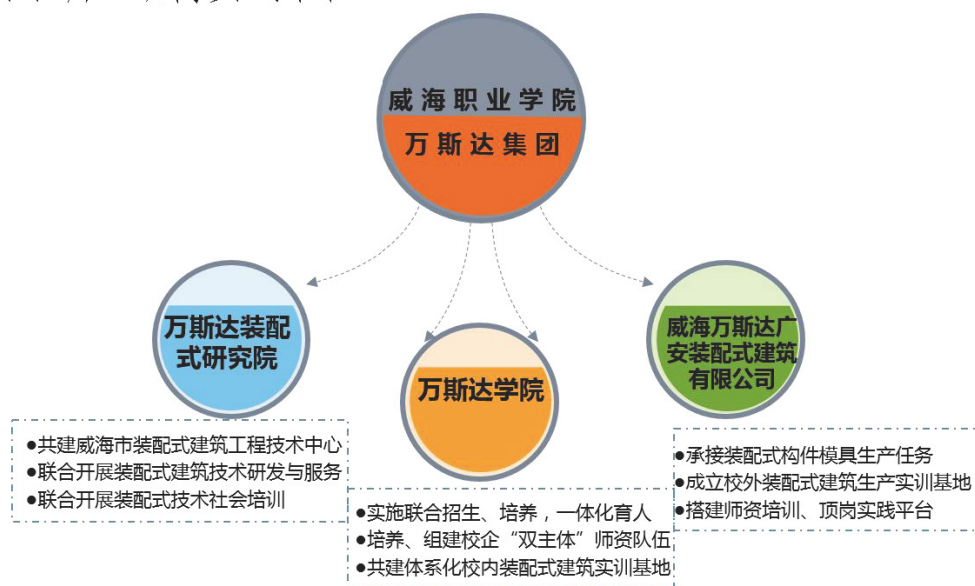 威海职业学院
万斯达集团
万斯达装配
式研究院
万斯达学院
威海万斯达广
安装配式建筑
有限公司
●共建威海市装配式建筑工程技术中心
●联合开展装配式建筑技术研发与服务
●联合开展装配式技术社会培训
●实施联合招生、培养，一体化育人
●培养、组建校企“双主体”师资队伍
●共建体系化校内装配式建筑实训基地
●承接装配式构件模具生产任务
●成立校外装配式建筑生产实训基地
●搭建师资培训、顶岗实践平台